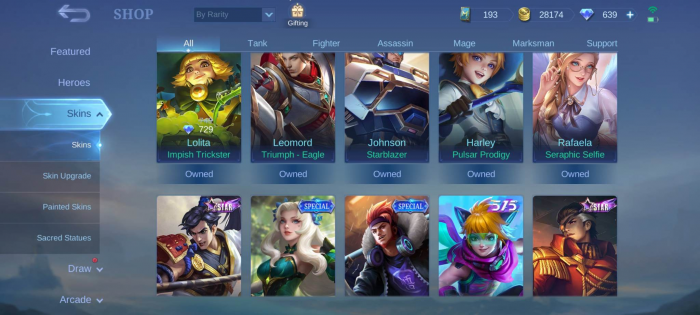 SHOP
By Rarity
Gifting
193
28174
639
+
Featured
Heroes
Skins
Skins
Skin Upgrade
Painted Skins
Sacred Statues
Draw
Arcade
All
Tank
Fighter
Assassin
Mage
Marksman
Support
729
Lolita
Impish Trickster
Leomord
Triumph - Eagle
Johnson
Starblazer
Harley
Pulsar Prodigy
Rafaela
Seraphic Selfie
Owned
Owned
Owned
Owned
Owned
STAR
SPECIAL
SPECIAL
515
STAR